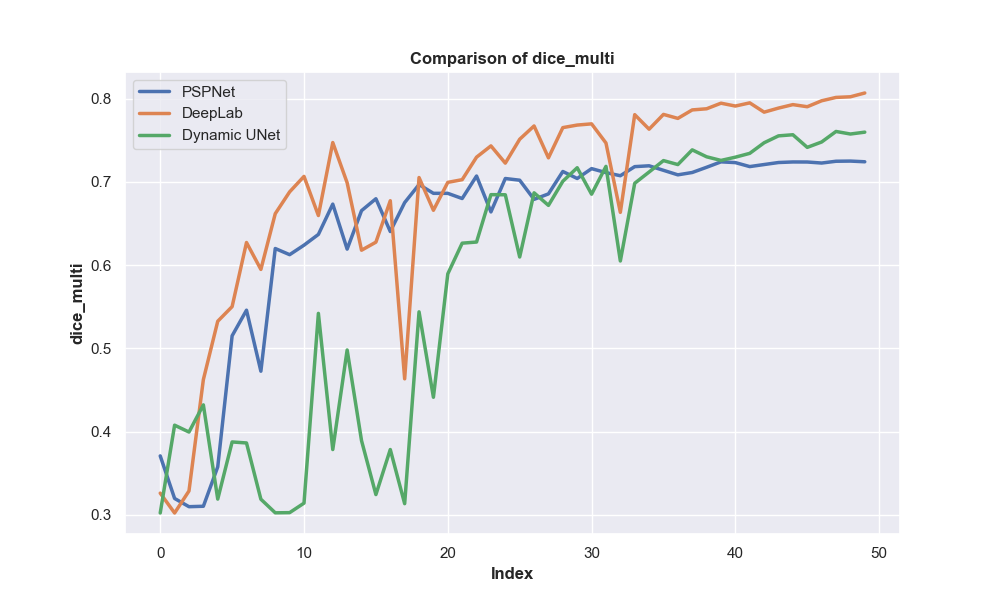 Comparison of dice_multi
PSPNet
DeepLab
Dynamic UNet
0.8
0.7
0.6
0.5
0.4
0.3
dice_multi
0 10 20 30 40 50
Index